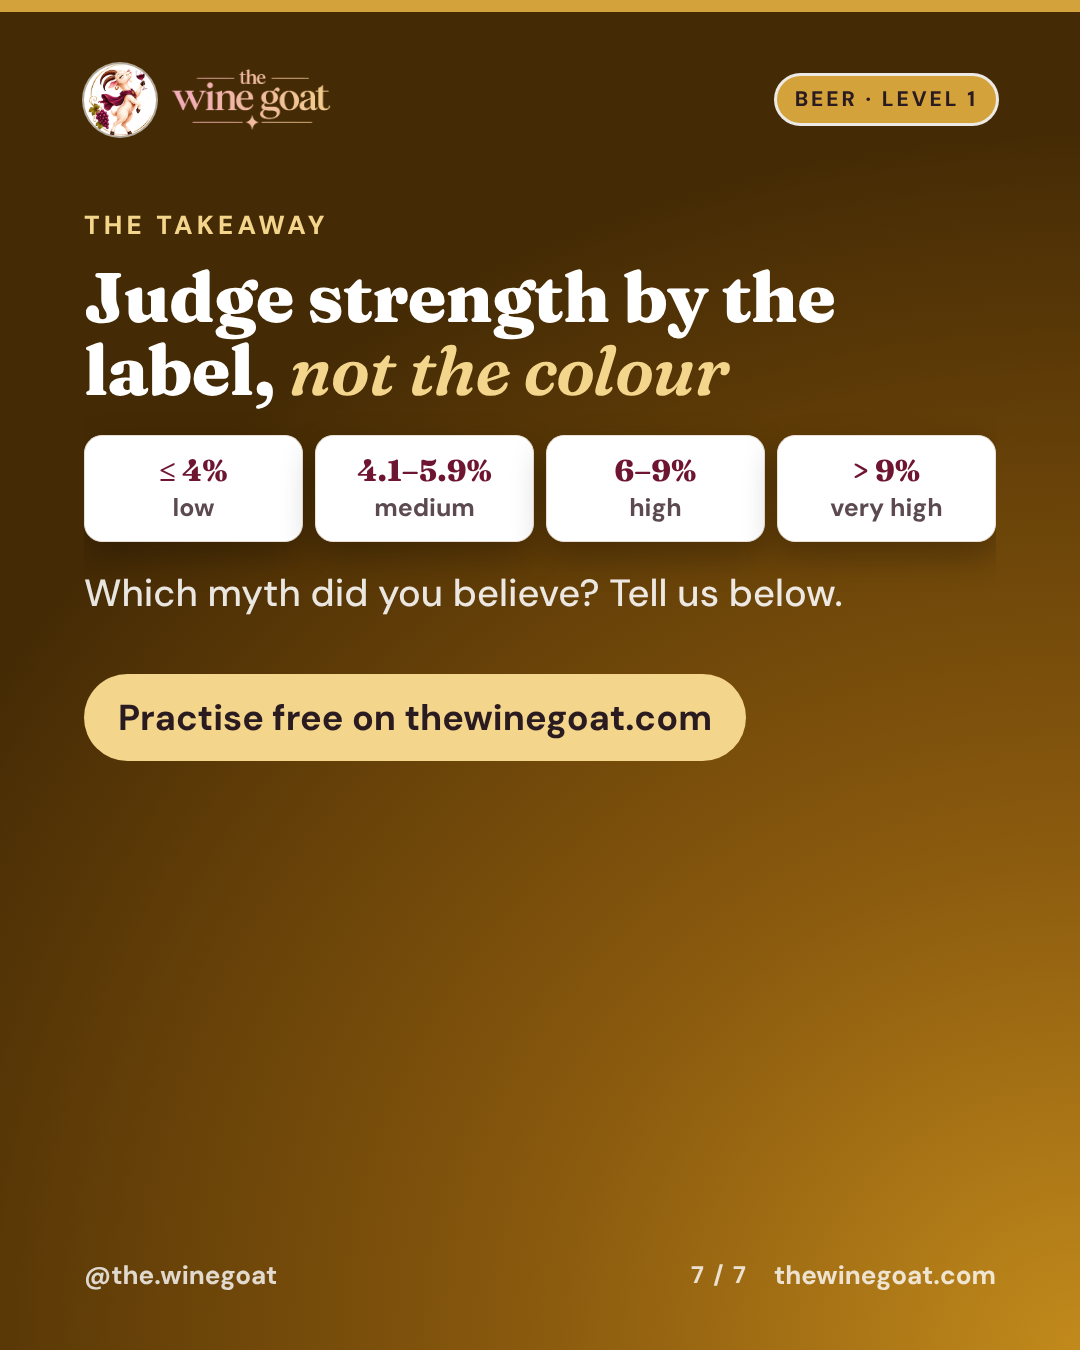 the
wine goat
BEER · LEVEL 1
THE TAKEAWAY
Judge strength by the
label, not the colour
≤ 4%
low
4.1–5.9%
medium
6–9%
high
> 9%
very high
Which myth did you believe? Tell us below.
Practise free on thewinegoat.com
@the.winegoat
7 / 7 thewinegoat.com